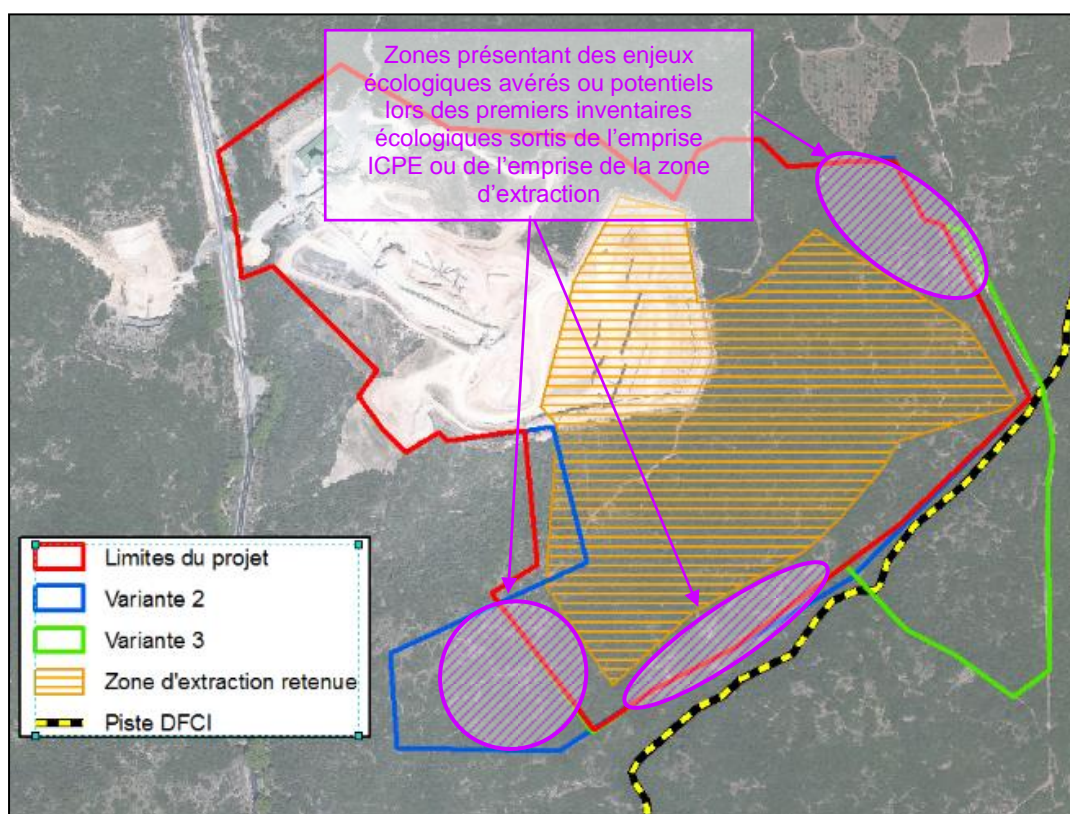 Zones présentant des enjeux
écologiques avérés ou potentiels
lors des premiers inventaires
écologiques sortis de l'emprise
ICPE ou de l'emprise de la zone
d'extraction
Limites du projet
Variante 2
Variante 3
Zone d'extraction retenue
Piste DFCI